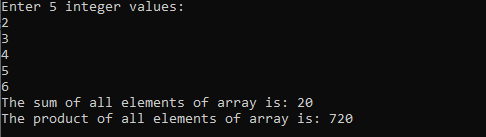 Enter 5 integer values:
2
3
4
5
6
The sum of all elements of array is: 20
The product of all elements of array is: 720